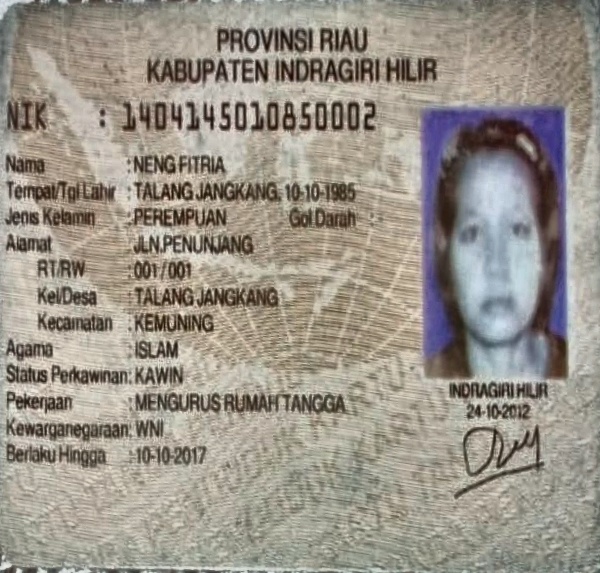 PROVINSI RIAU
KABUPATEN INDRAGIRI HILIR
NIK : 1404145010850002
Nama : NENG FITRIA
Tempat/Tgl Lahir : TALANG JANGKANG, 10-10-1985
Jenis Kelamin : PEREMPUAN Gol.Darah :
Alamat : JLN.PENUNJANG
RT/RW : 001/001
Kel/Desa : TALANG JANGKANG
Kecamatan : KEMUNING
Agama : ISLAM
Status Perkawinan: KAWIN
Pekerjaan : MENGURUS RUMAH TANGGA
Kewarganegaraan: WNI
Berlaku Hingga : 10-10-2017
INDRAGIRI HILIR
24-10-2012